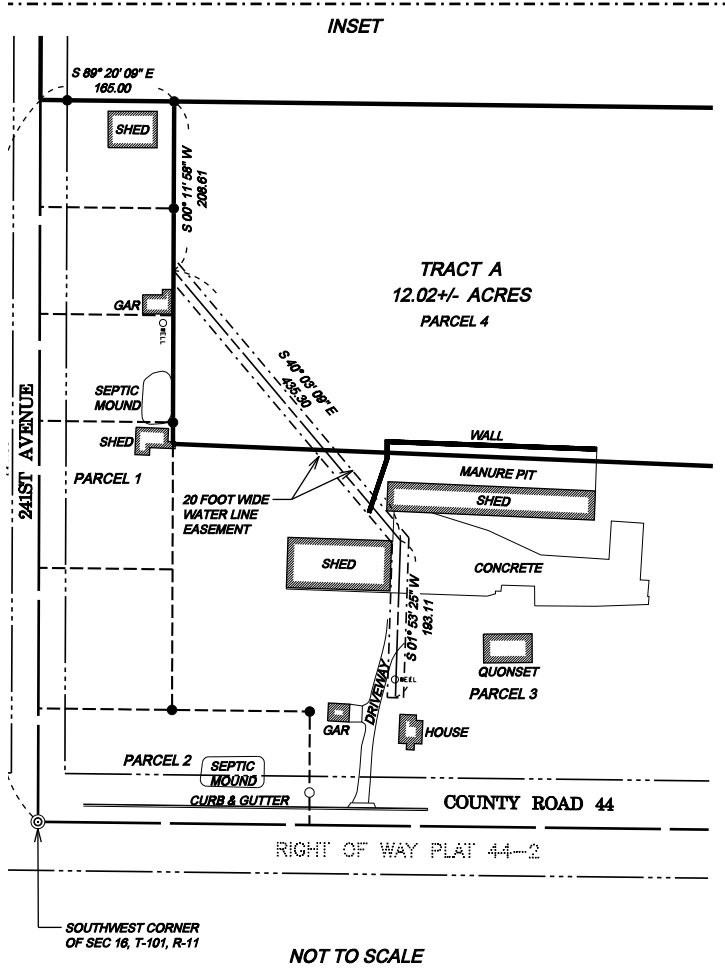 INSET
S 89° 20' 09" E
165.00
SHED
S 00° 11' 58" W
208.61
TRACT A
12.02+/- ACRES
PARCEL 4
GAR
WELL
S 40° 03' 09" E
435.30
SEPTIC
MOUND
241ST AVENUE
SHED
WALL
PARCEL 1
MANURE PIT
20 FOOT WIDE
WATER LINE
EASEMENT
SHED
SHED
CONCRETE
S 01° 53' 25" W
193.11
QUONSET
WELL
PARCEL 3
DRIVEWAY
GAR
HOUSE
PARCEL 2
SEPTIC
MOUND
CURB & GUTTER
COUNTY ROAD 44
RIGHT OF WAY PLAT 44-2
SOUTHWEST CORNER
OF SEC 16, T-101, R-11
NOT TO SCALE